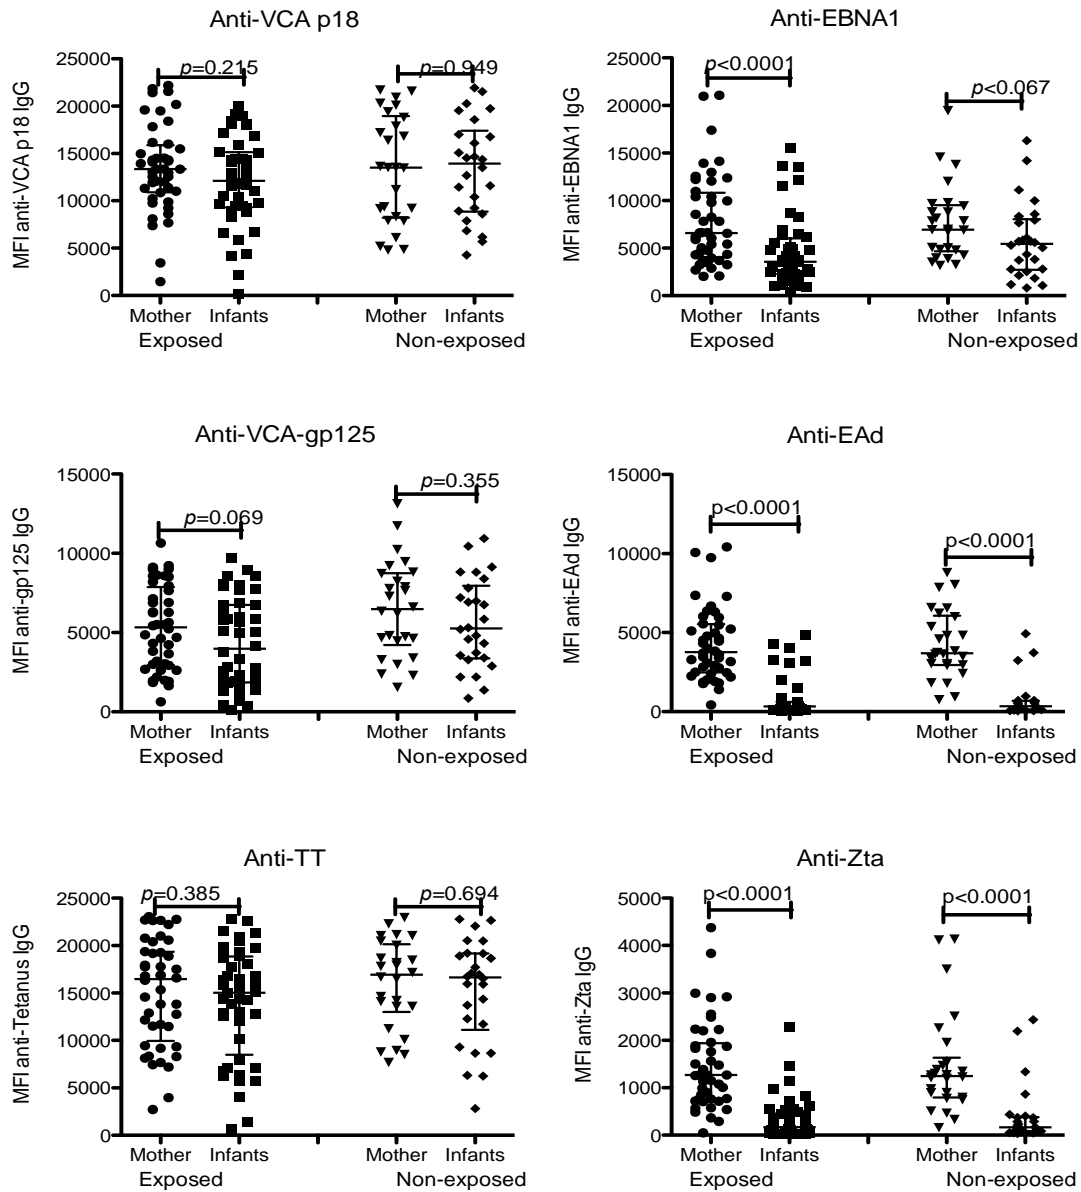 Anti-VCA p18
MFI anti-VCA p18 IgG
25000
20000
15000
10000
5000
0
p=0.215
p=0.949
Mother Infants Mother Infants
Exposed Non-exposed
Anti-EBNA1
MFI anti-EBNA1 IgG
25000
20000
15000
10000
5000
0
p<0.0001
p<0.067
Mother Infants Mother Infants
Exposed Non-exposed
Anti-VCA-gp125
MFI anti-gp125 IgG
15000
10000
5000
0
p=0.069
p=0.355
Mother Infants Mother Infants
Exposed Non-exposed
Anti-EAd
MFI anti-EAd IgG
15000
10000
5000
0
p<0.0001
p<0.0001
Mother Infants Mother Infants
Exposed Non-exposed
Anti-TT
MFI anti-Tetanus IgG
25000
20000
15000
10000
5000
0
p=0.385
p=0.694
Mother Infants Mother Infants
Exposed Non-exposed
Anti-Zta
MFI anti-Zta IgG
5000
4000
3000
2000
1000
0
p<0.0001
p<0.0001
Mother Infants Mother Infants
Exposed Non-exposed